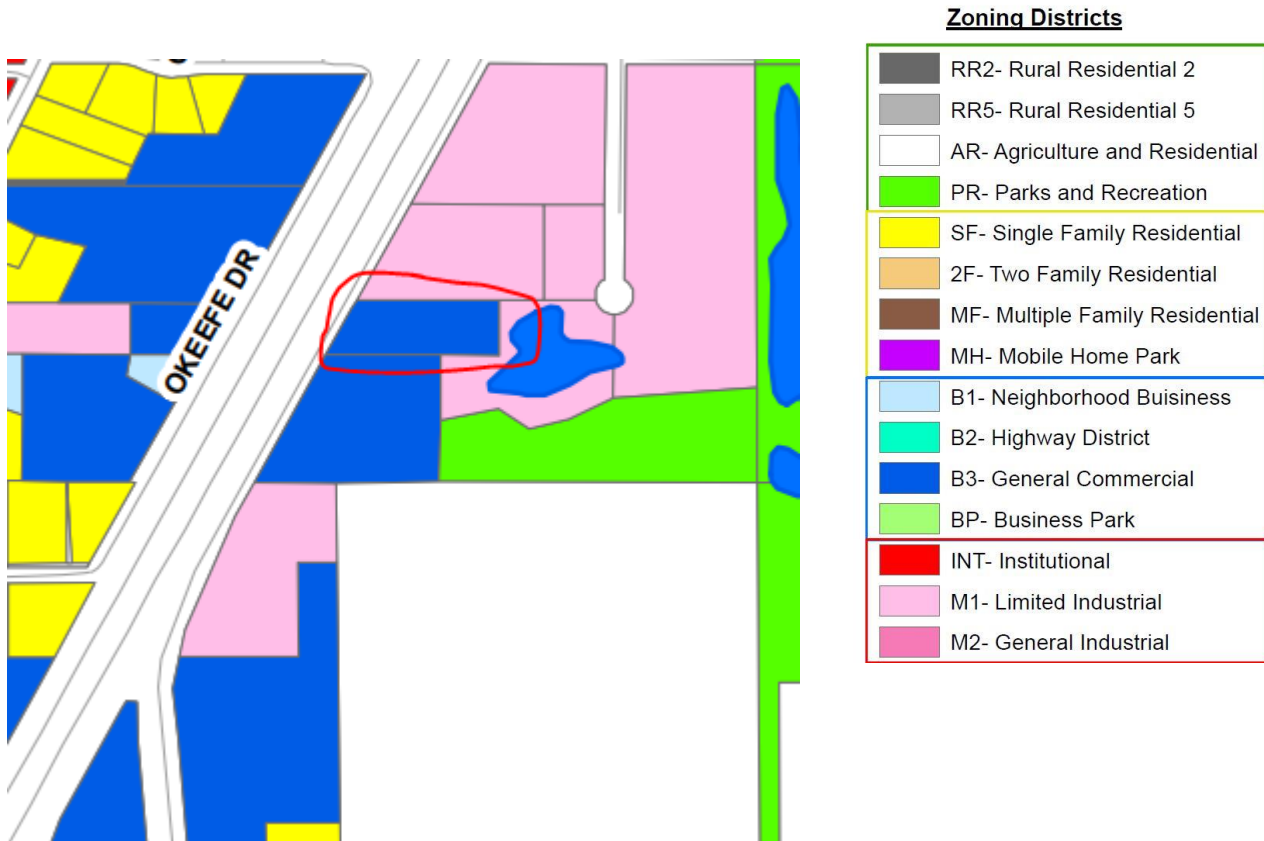 Zoning Districts
RR2- Rural Residential 2
RR5- Rural Residential 5
AR- Agriculture and Residential
PR- Parks and Recreation
SF- Single Family Residential
2F- Two Family Residential
MF- Multiple Family Residential
MH- Mobile Home Park
B1- Neighborhood Buisiness
B2- Highway District
B3- General Commercial
BP- Business Park
INT- Institutional
M1- Limited Industrial
M2- General Industrial
OKEEFE DR